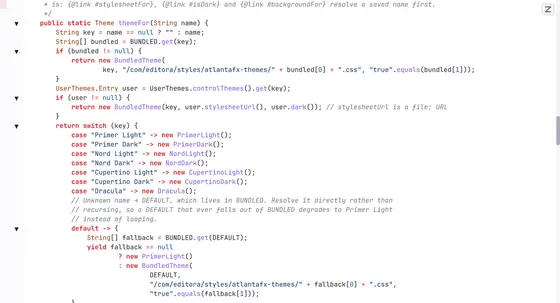 * is: {@link #stylesheetFor}, {@link #isDark} and {@link #backgroundFor} resolve a saved name first.
*/
public static Theme themeFor(String name) {
String key = name == null ? "" : name;
String[] bundled = BUNDLED.get(key);
if (bundled != null) {
return new BundledTheme(
key, "/com/editora/styles/atlantafx-themes/" + bundled[0] + ".css", "true".equals(bundled[1]));
}
UserThemes.Entry user = UserThemes.controlThemes().get(key);
if (user != null) {
return new BundledTheme(key, user.stylesheetUrl(), user.dark()); // stylesheetUrl is a file: URL
}
return switch (key) {
case "Primer Light" -> new PrimerLight();
case "Primer Dark" -> new PrimerDark();
case "Nord Light" -> new NordLight();
case "Nord Dark" -> new NordDark();
case "Cupertino Light" -> new CupertinoLight();
case "Cupertino Dark" -> new CupertinoDark();
case "Dracula" -> new Dracula();
// Unknown name → DEFAULT, which lives in BUNDLED. Resolve it directly rather than
// recursing, so a DEFAULT that ever falls out of BUNDLED degrades to Primer Light
// instead of looping.
default -> {
String[] fallback = BUNDLED.get(DEFAULT);
yield fallback == null
? new PrimerLight()
: new BundledTheme(
DEFAULT,
"/com/editora/styles/atlantafx-themes/" + fallback[0] + ".css",
"true".equals(fallback[1]));
}